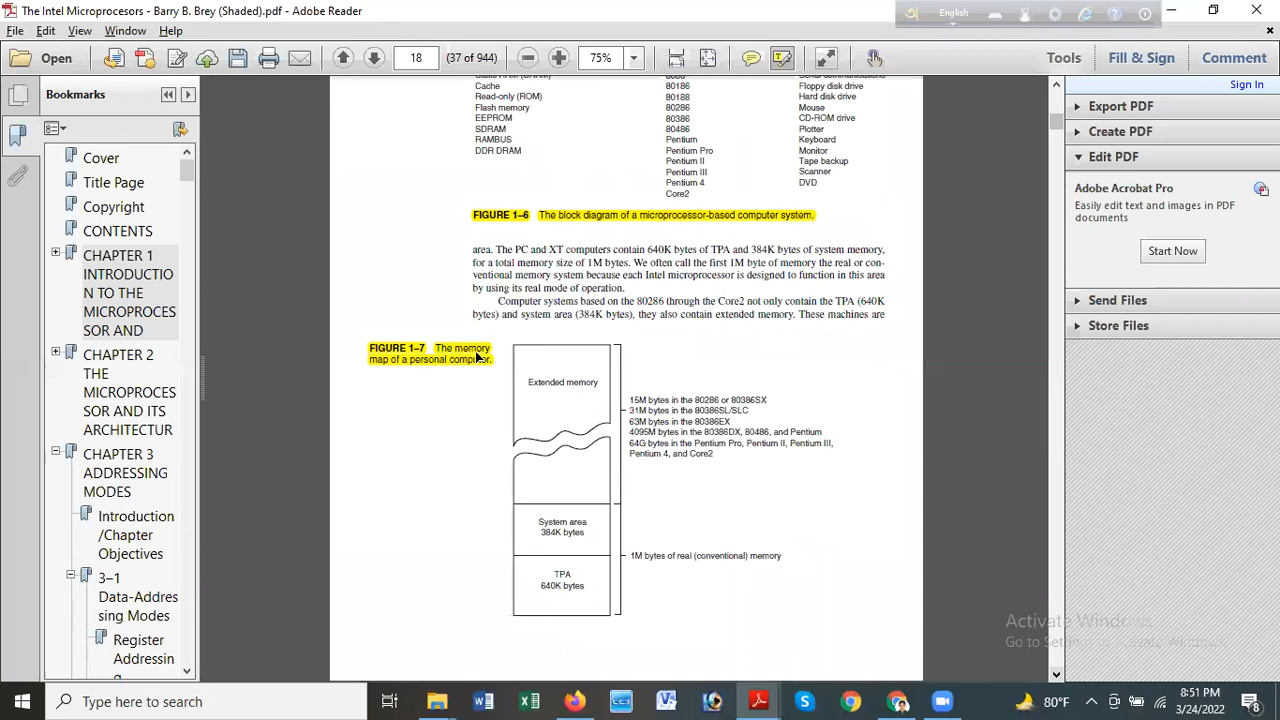 The Intel Microprocesors - Barry B. Brey (Shaded).pdf - Adobe Reader
English
File Edit View Window Help
Open
18 (37 of 944)
75%
Tools Fill & Sign Comment
Bookmarks
Cover
Title Page
Copyright
CONTENTS
CHAPTER 1
INTRODUCTIO
N TO THE
MICROPROCES
SOR AND
CHAPTER 2
THE
MICROPROCES
SOR AND ITS
ARCHITECTUR
CHAPTER 3
ADDRESSING
MODES
Introduction
/Chapter
Objectives
3–1
Data-Addres
sing Modes
Register
Addressin
Cache
Read-only (ROM)
Flash memory
EEPROM
SDRAM
RAMBUS
DDR DRAM
80186
80188
80286
80386
80486
Pentium
Pentium Pro
Pentium II
Pentium III
Pentium 4
Core2
Floppy disk drive
Hard disk drive
Mouse
CD-ROM drive
Plotter
Keyboard
Monitor
Tape backup
Scanner
DVD
FIGURE 1–6 The block diagram of a microprocessor-based computer system.
area. The PC and XT computers contain 640K bytes of TPA and 384K bytes of system memory,
for a total memory size of 1M bytes. We often call the first 1M byte of memory the real or con-
ventional memory system because each Intel microprocessor is designed to function in this area
by using its real mode of operation.
Computer systems based on the 80286 through the Core2 not only contain the TPA (640K
bytes) and system area (384K bytes), they also contain extended memory. These machines are
FIGURE 1–7 The memory
map of a personal computer.
Extended memory
15M bytes in the 80286 or 80386SX
31M bytes in the 80386SL/SLC
63M bytes in the 80386EX
4095M bytes in the 80386DX, 80486, and Pentium
64G bytes in the Pentium Pro, Pentium II, Pentium III,
Pentium 4, and Core2
System area
384K bytes
1M bytes of real (conventional) memory
TPA
640K bytes
Sign In
Export PDF
Create PDF
Edit PDF
Adobe Acrobat Pro
Easily edit text and images in PDF
documents
Start Now
Send Files
Store Files
Activate Windows
Go to Settings to activate Windows.
Type here to search
80°F
8:51 PM
3/24/2022
8